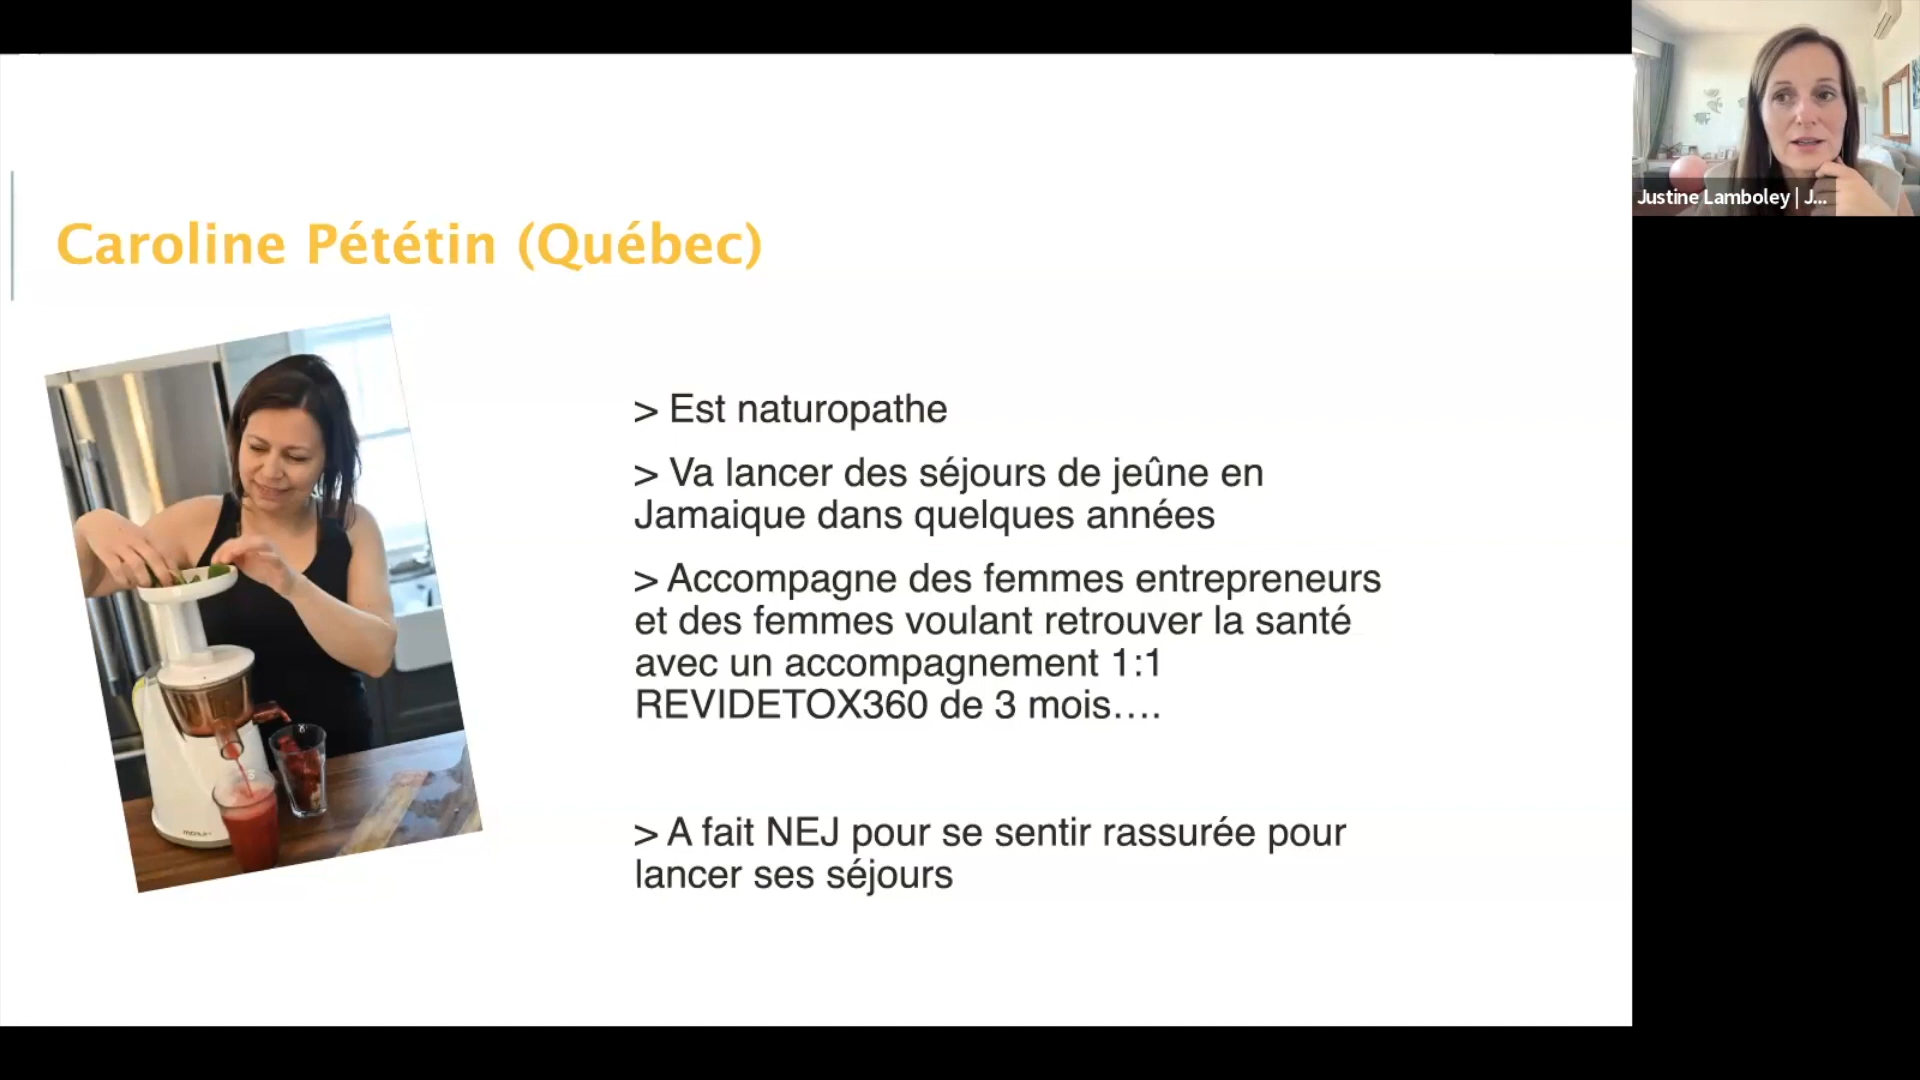 Caroline Pététin (Québec)
> Est naturopathe
> Va lancer des séjours de jeûne en
Jamaique dans quelques années
> Accompagne des femmes entrepreneurs
et des femmes voulant retrouver la santé
avec un accompagnement 1:1
REVIDETOX360 de 3 mois....
> A fait NEJ pour se sentir rassurée pour
lancer ses séjours
Justine Lamboley | J...